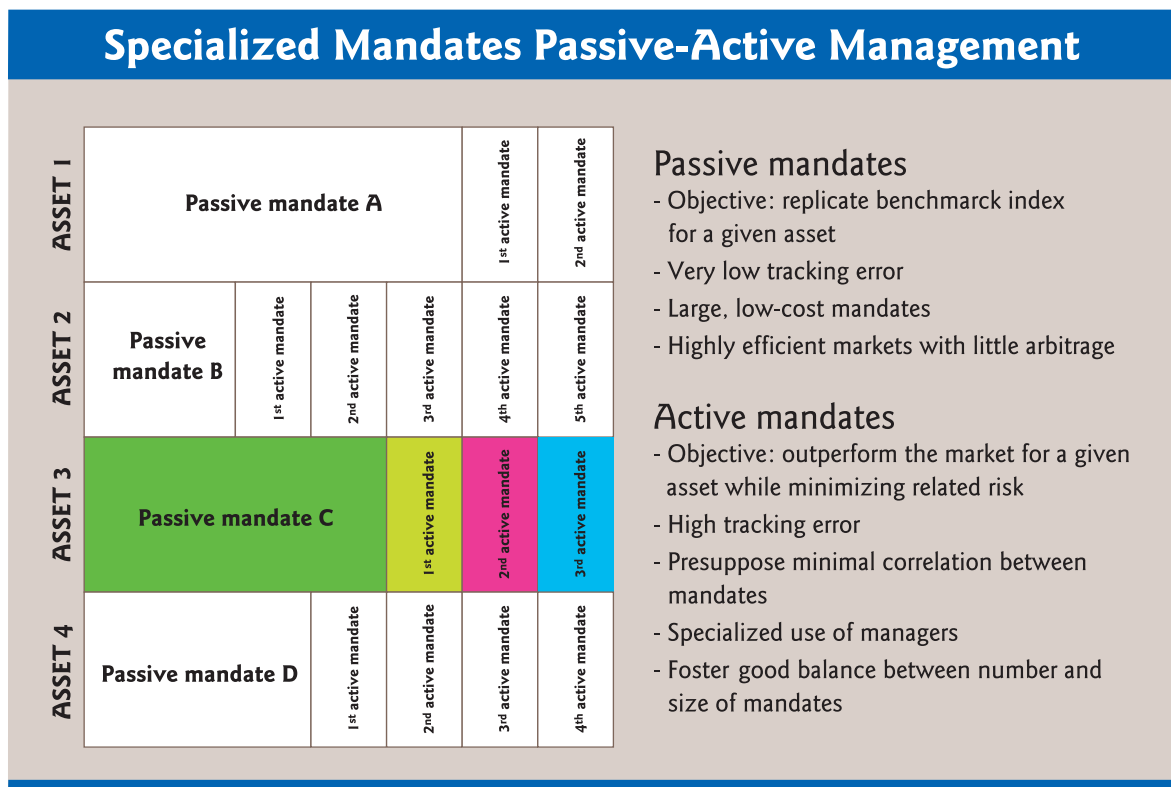 Specialized Mandates Passive-Active Management
ASSET 1
Passive mandate A
1st active mandate
2nd active mandate
ASSET 2
Passive
mandate B
1st active mandate
2nd active mandate
3rd active mandate
4th active mandate
5th active mandate
ASSET 3
Passive mandate C
1st active mandate
2nd active mandate
3rd active mandate
ASSET 4
Passive mandate D
1st active mandate
2nd active mandate
3rd active mandate
4th active mandate
Passive mandates
- Objective: replicate benchmarck index
for a given asset
- Very low tracking error
- Large, low-cost mandates
- Highly efficient markets with little arbitrage
Active mandates
- Objective: outperform the market for a given
asset while minimizing related risk
- High tracking error
- Presuppose minimal correlation between
mandates
- Specialized use of managers
- Foster good balance between number and
size of mandates